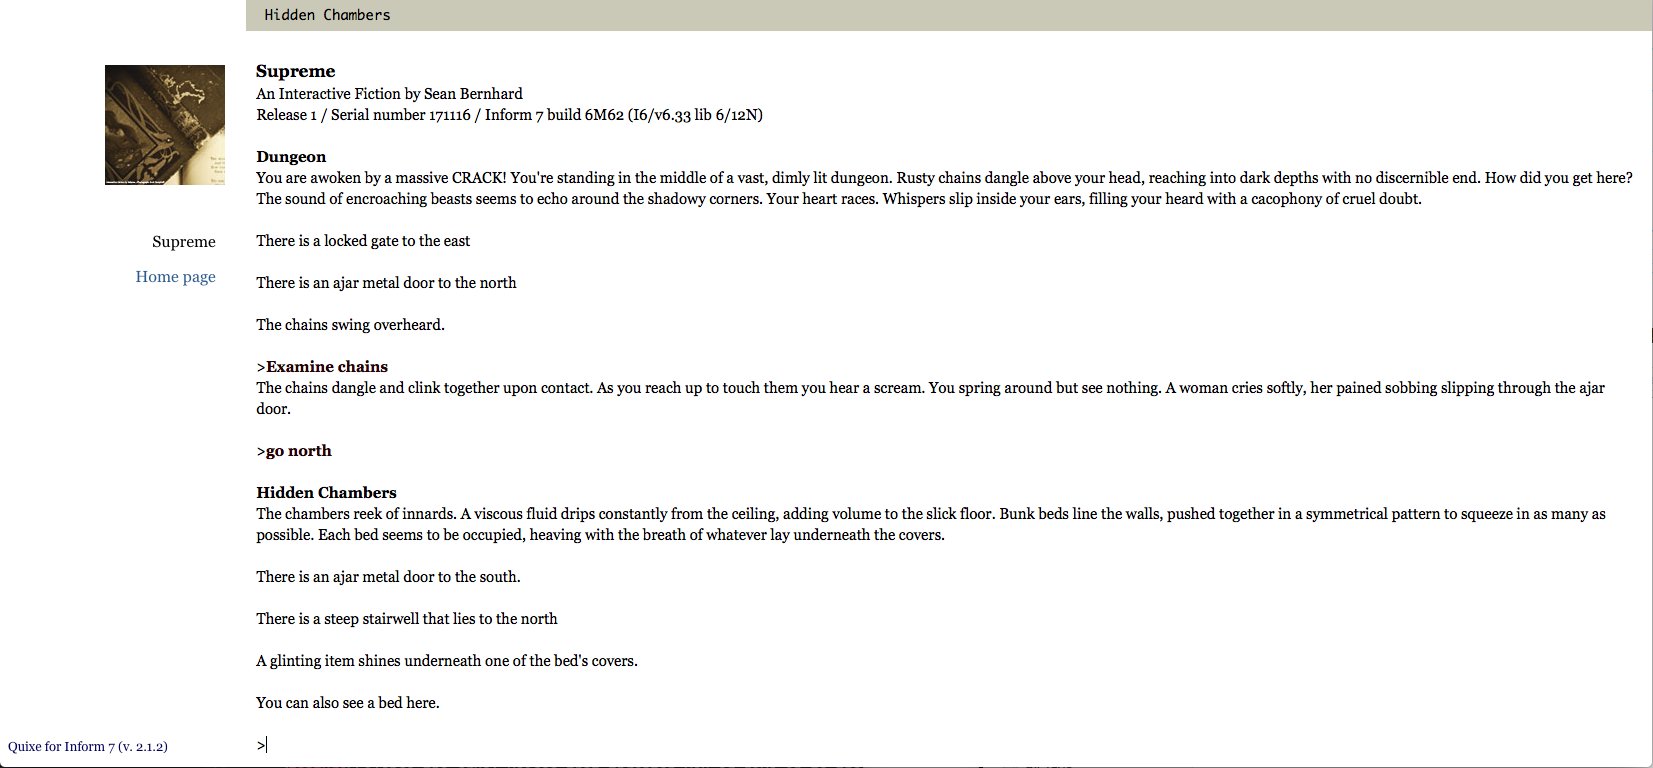 Hidden Chambers
Supreme
An Interactive Fiction by Sean Bernhard
Release 1 / Serial number 171116 / Inform 7 build 6M62 (I6/v6.33 lib 6/12N)
Dungeon
You are awoken by a massive CRACK! You're standing in the middle of a vast, dimly lit dungeon. Rusty chains dangle above your head, reaching into dark depths with no discernible end. How did you get here?
The sound of encroaching beasts seems to echo around the shadowy corners. Your heart races. Whispers slip inside your ears, filling your heard with a cacophony of cruel doubt.
Supreme
Home page
There is a locked gate to the east
There is an ajar metal door to the north
The chains swing overheard.
>Examine chains
The chains dangle and clink together upon contact. As you reach up to touch them you hear a scream. You spring around but see nothing. A woman cries softly, her pained sobbing slipping through the ajar
door.
>go north
Hidden Chambers
The chambers reek of innards. A viscous fluid drips constantly from the ceiling, adding volume to the slick floor. Bunk beds line the walls, pushed together in a symmetrical pattern to squeeze in as many as
possible. Each bed seems to be occupied, heaving with the breath of whatever lay underneath the covers.
There is an ajar metal door to the south.
There is a steep stairwell that lies to the north
A glinting item shines underneath one of the bed's covers.
You can also see a bed here.
>
Quixe for Inform 7 (v. 2.1.2)